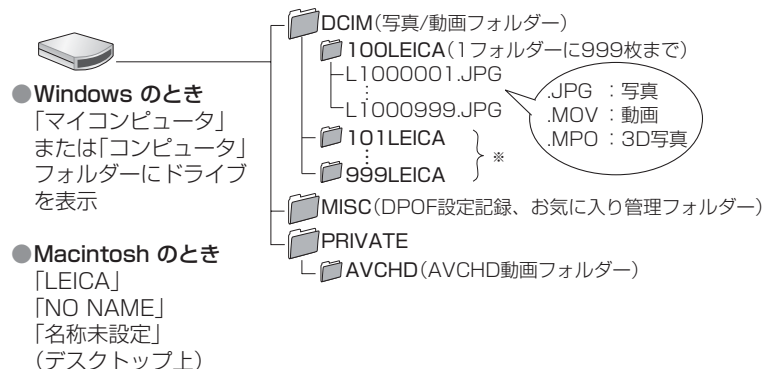 ●Windows のとき
「マイコンピュータ」
または「コンピュータ」
フォルダーにドライブ
を表示
●Macintosh のとき
「LEICA」
「NO NAME」
「名称未設定」
(デスクトップ上)
DCIM(写真/動画フォルダー)
100LEICA(1フォルダーに999枚まで)
L1000001.JPG
L1000999.JPG
.JPG :写真
.MOV :動画
.MPO :3D写真
101LEICA
※
999LEICA
MISC(DPOF設定記録、お気に入り管理フォルダー)
PRIVATE
AVCHD(AVCHD動画フォルダー)